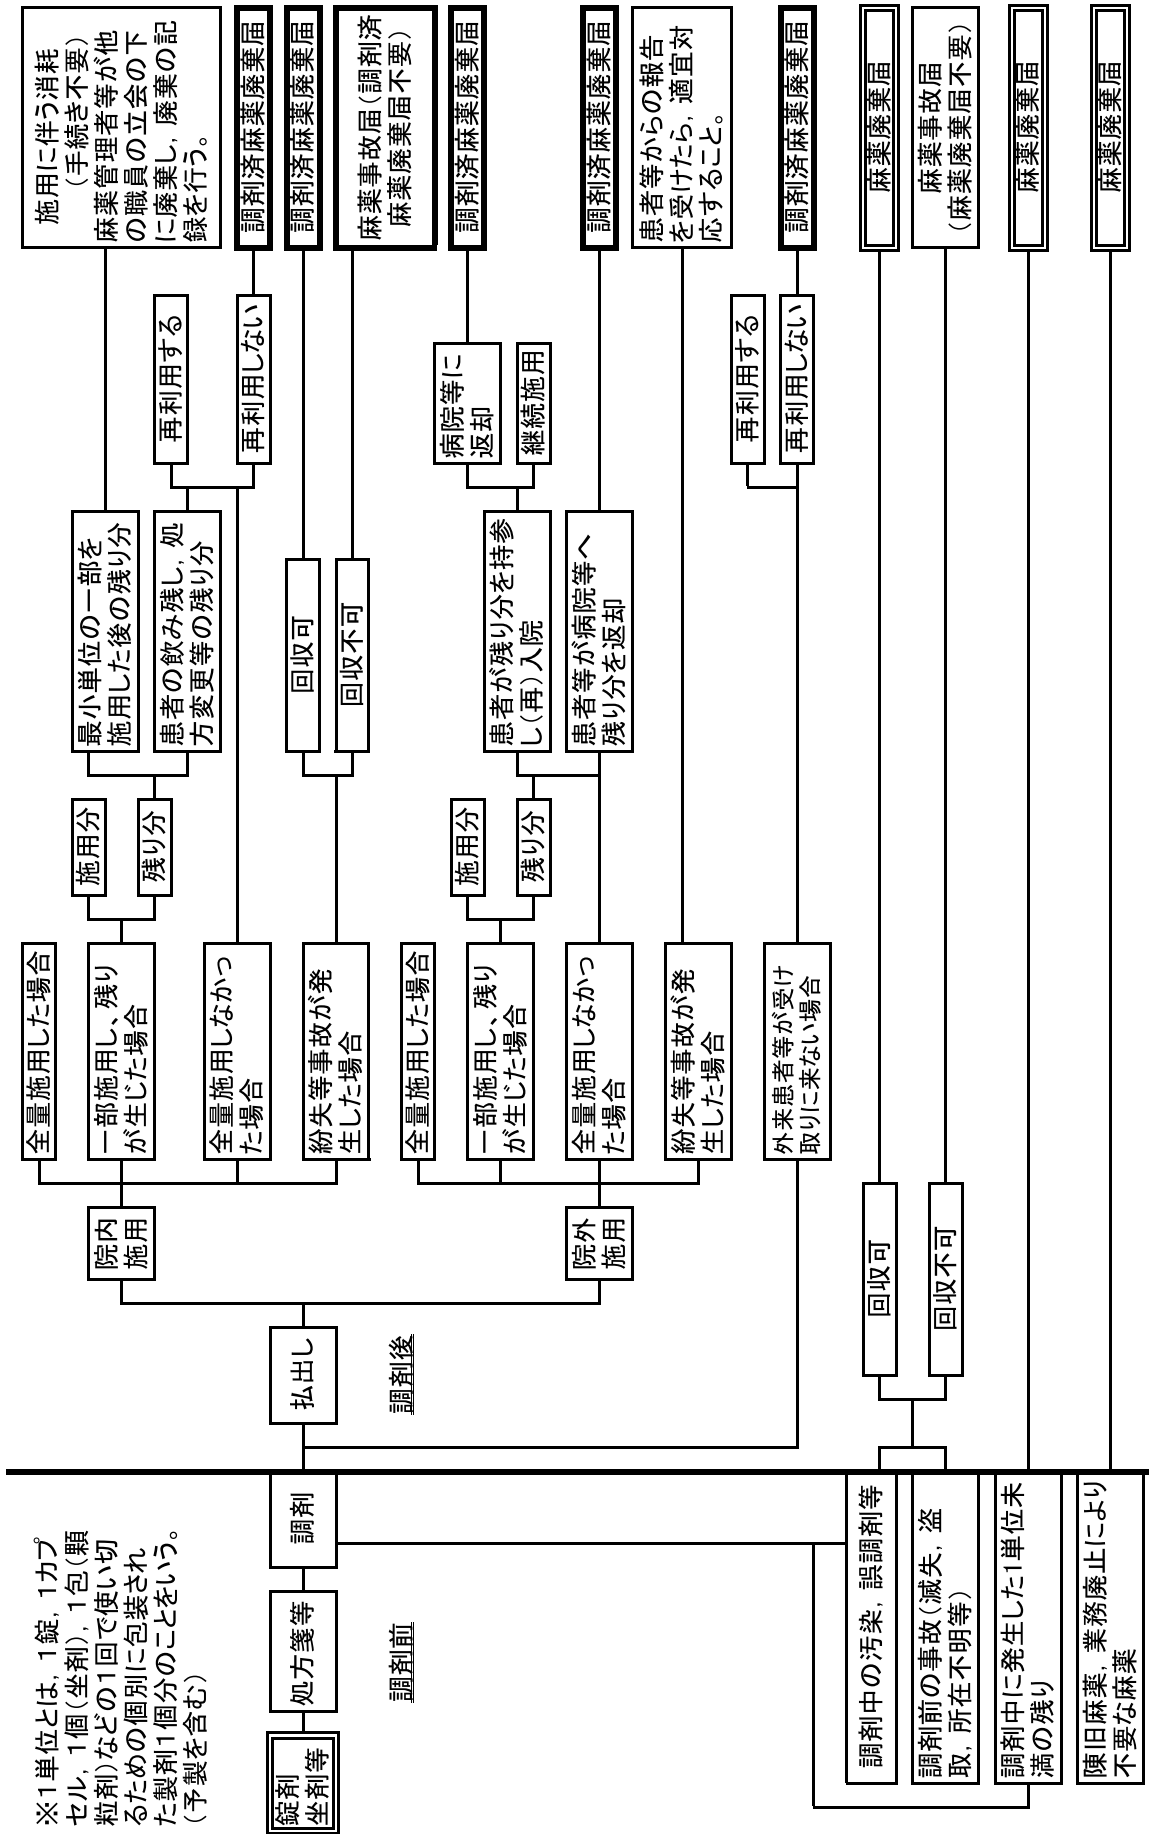 ※１単位とは，１錠，１カプ
セル，１個（坐剤），１包（顆
粒剤）などの１回で使い切
るための個別に包装され
た製剤１個分のことをいう。
（予製を含む）
錠剤
坐剤等
処方箋等
調剤
調剤前
調剤後
払出し
院内
施用
全量施用した場合
一部施用し、残り
が生じた場合
施用分
残り分
最小単位の一部を
施用した後の残り分
施用に伴う消耗
（手続き不要）
麻薬管理者等が他
の職員の立会の下
に廃棄し，廃棄の記
録を行う。
患者の飲み残し，処
方変更等の残り分
再利用する
再利用しない
調剤済麻薬廃棄届
全量施用しなかっ
た場合
紛失等事故が発
生した場合
回収可
調剤済麻薬廃棄届
回収不可
麻薬事故届（調剤済
麻薬廃棄届不要）
院外
施用
全量施用した場合
一部施用し、残り
が生じた場合
施用分
残り分
患者が残り分を持参
し（再）入院
病院等に
返却
調剤済麻薬廃棄届
継続施用
患者等が病院等へ
残り分を返却
調剤済麻薬廃棄届
全量施用しなかっ
た場合
紛失等事故が発
生した場合
患者等からの報告
を受けたら，適宜対
応すること。
外来患者等が受け
取りに来ない場合
再利用する
再利用しない
調剤済麻薬廃棄届
調剤中の汚染，誤調剤等
調剤前の事故（滅失，盗
取，所在不明等）
回収可
麻薬廃棄届
回収不可
麻薬事故届
（麻薬廃棄届不要）
調剤中に発生した１単位未
満の残り
麻薬廃棄届
陳旧麻薬，業務廃止により
不要な麻薬
麻薬廃棄届